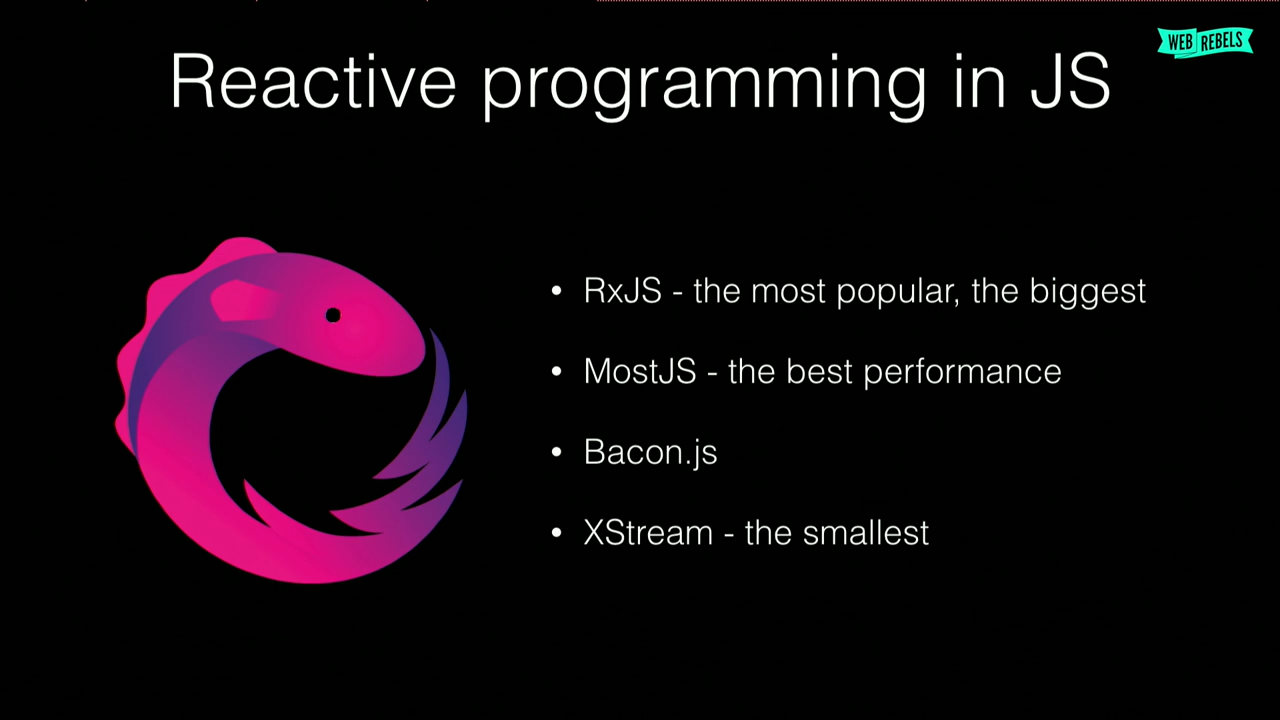 WEB REBELS
Reactive programming in JS
• RxJS - the most popular, the biggest
• MostJS - the best performance
• Bacon.js
• XStream - the smallest